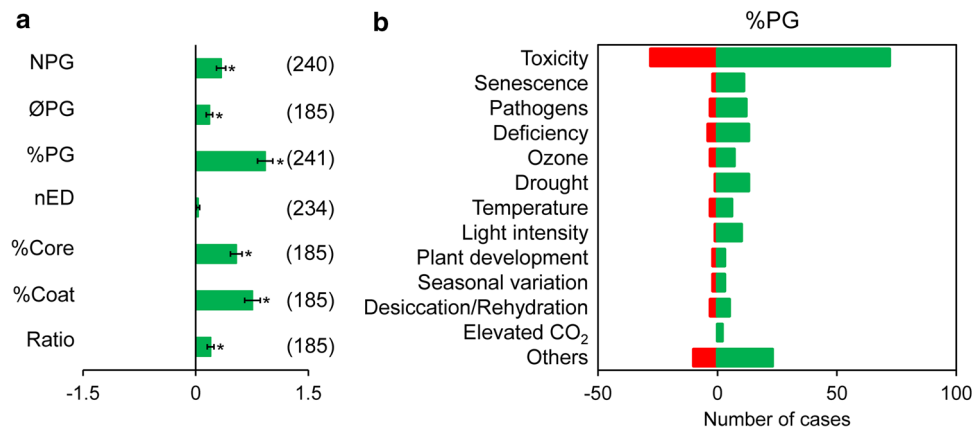 a
NPG * (240)
ØPG * (185)
%PG * (241)
nED (234)
%Core * (185)
%Coat * (185)
Ratio * (185)
-1.5 0 1.5
b
%PG
Toxicity
Senescence
Pathogens
Deficiency
Ozone
Drought
Temperature
Light intensity
Plant development
Seasonal variation
Desiccation/Rehydration
Elevated CO₂
Others
-50 0 50 100
Number of cases